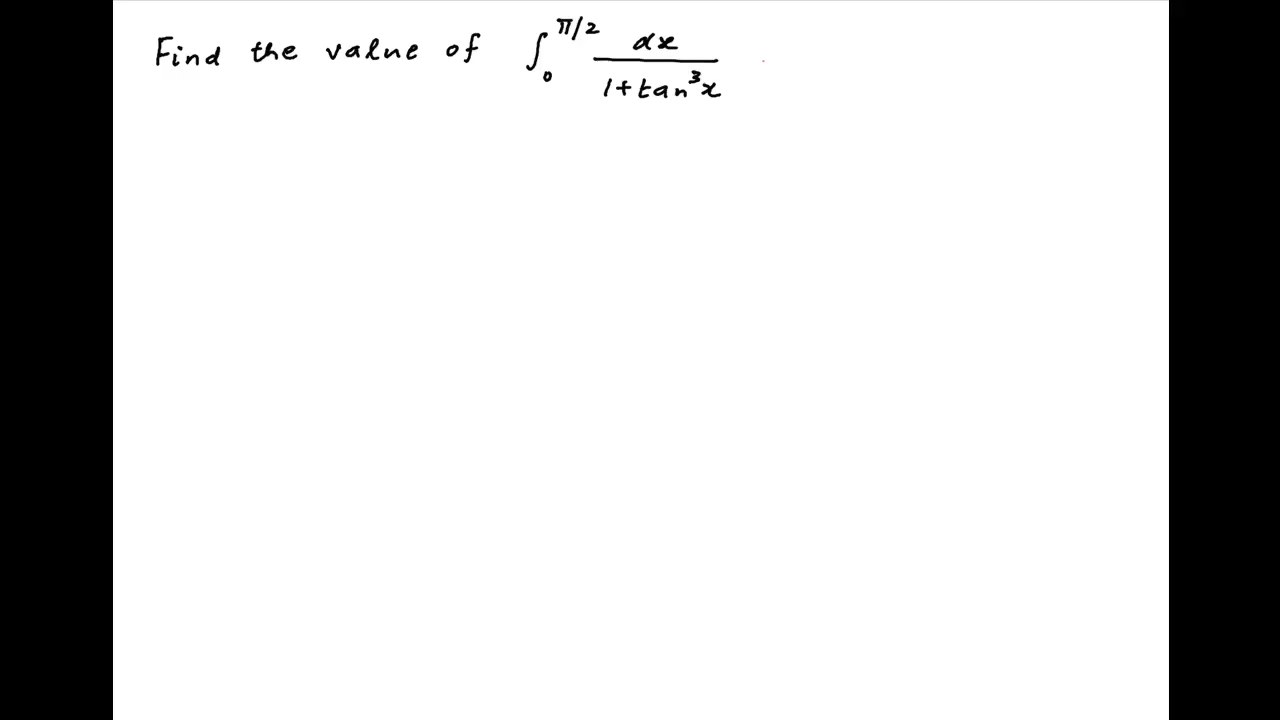 Find the value of ∫₀^{π/2} dx / (1+tan³x)